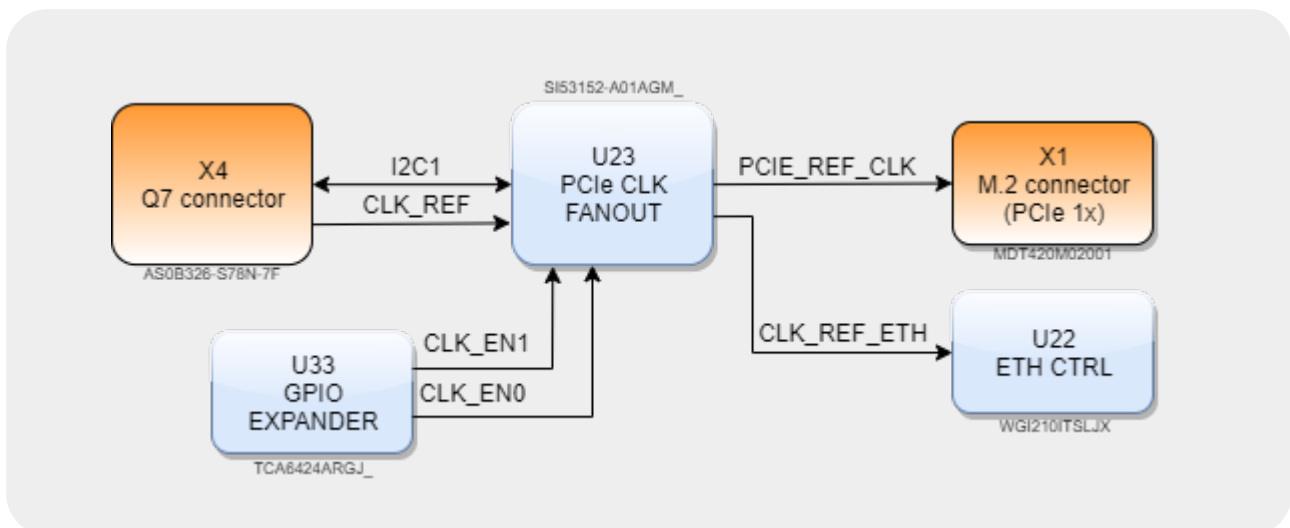 SI53152-A01AGM_
X4
Q7 connector
AS0B326-S78N-7F
I2C1
CLK_REF
U23
PCIe CLK
FANOUT
PCIE_REF_CLK
X1
M.2 connector
(PCIe 1x)
MDT420M02001
CLK_REF_ETH
U22
ETH CTRL
WGI210ITSLJX
U33
GPIO
EXPANDER
TCA6424ARGJ_
CLK_EN1
CLK_EN0